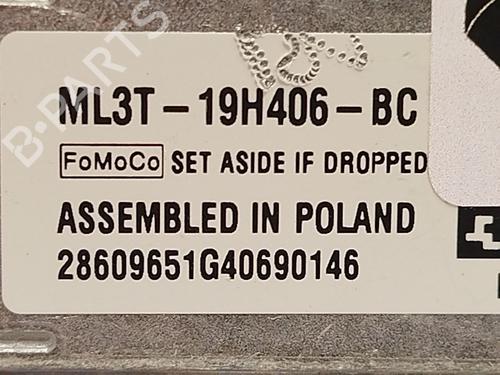 B-PARTS
ML3T-19H406-BC
FoMoCo SET ASIDE IF DROPPED
ASSEMBLED IN POLAND
28609651G40690146